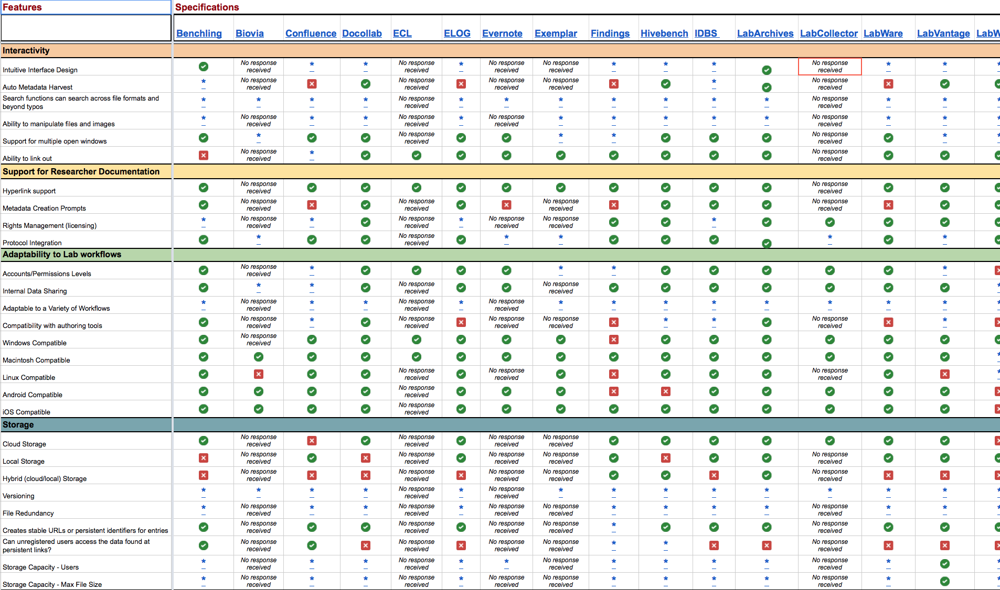 Features Specifications
Benchling Biovia Confluence Docollab ECL ELOG Evernote Exemplar Findings Hivebench IDBS LabArchives LabCollector LabWare LabVantage LabW
Interactivity
Intuitive Interface Design No response received * * No response received * No response received No response received * * * No response received * * *
Auto Metadata Harvest * No response received No response received No response received No response received * No response received
Search functions can search across file formats and
beyond typos * * * * No response received * * * * * * * No response received * * *
Ability to manipulate files and images * No response received * * No response received * No response received * * * * * No response received * * *
Support for multiple open windows * No response received * * No response received * *
Ability to link out No response received * No response received
Support for Researcher Documentation
Hyperlink support No response received No response received
Metadata Creation Prompts No response received No response received No response received No response received
Rights Management (licensing) * No response received * No response received * No response received No response received *
Protocol Integration * No response received * * * *
Adaptability to Lab workflows
Accounts/Permissions Levels No response received * * * *
Internal Data Sharing * * No response received No response received *
Adaptable to a Variety of Workflows * No response received * * No response received * No response received * * * * * * * * *
Compatibility with authoring tools No response received * No response received No response received No response received * * No response received *
Windows Compatible No response received
Macintosh Compatible *
Linux Compatible No response received No response received No response received *
Android Compatible No response received
iOS Compatible No response received
Storage
Cloud Storage No response received No response received No response received No response received
Local Storage No response received No response received No response received No response received No response received
Hybrid (cloud/local) Storage No response received No response received No response received No response received No response received
Versioning * * * * No response received * No response received * * * * * * * * *
File Redundancy * No response received * * No response received * No response received No response received * * * * No response received * * *
Creates stable URLs or persistent identifiers for entries No response received No response received No response received No response received * No response received
Can unregistered users access the data found at
persistent links? No response received No response received No response received No response received * * No response received
Storage Capacity - Users * No response received * * No response received * * No response received * * * * No response received * *
Storage Capacity - Max File Size * No response received * * No response received * No response received No response received * * * * No response received * *